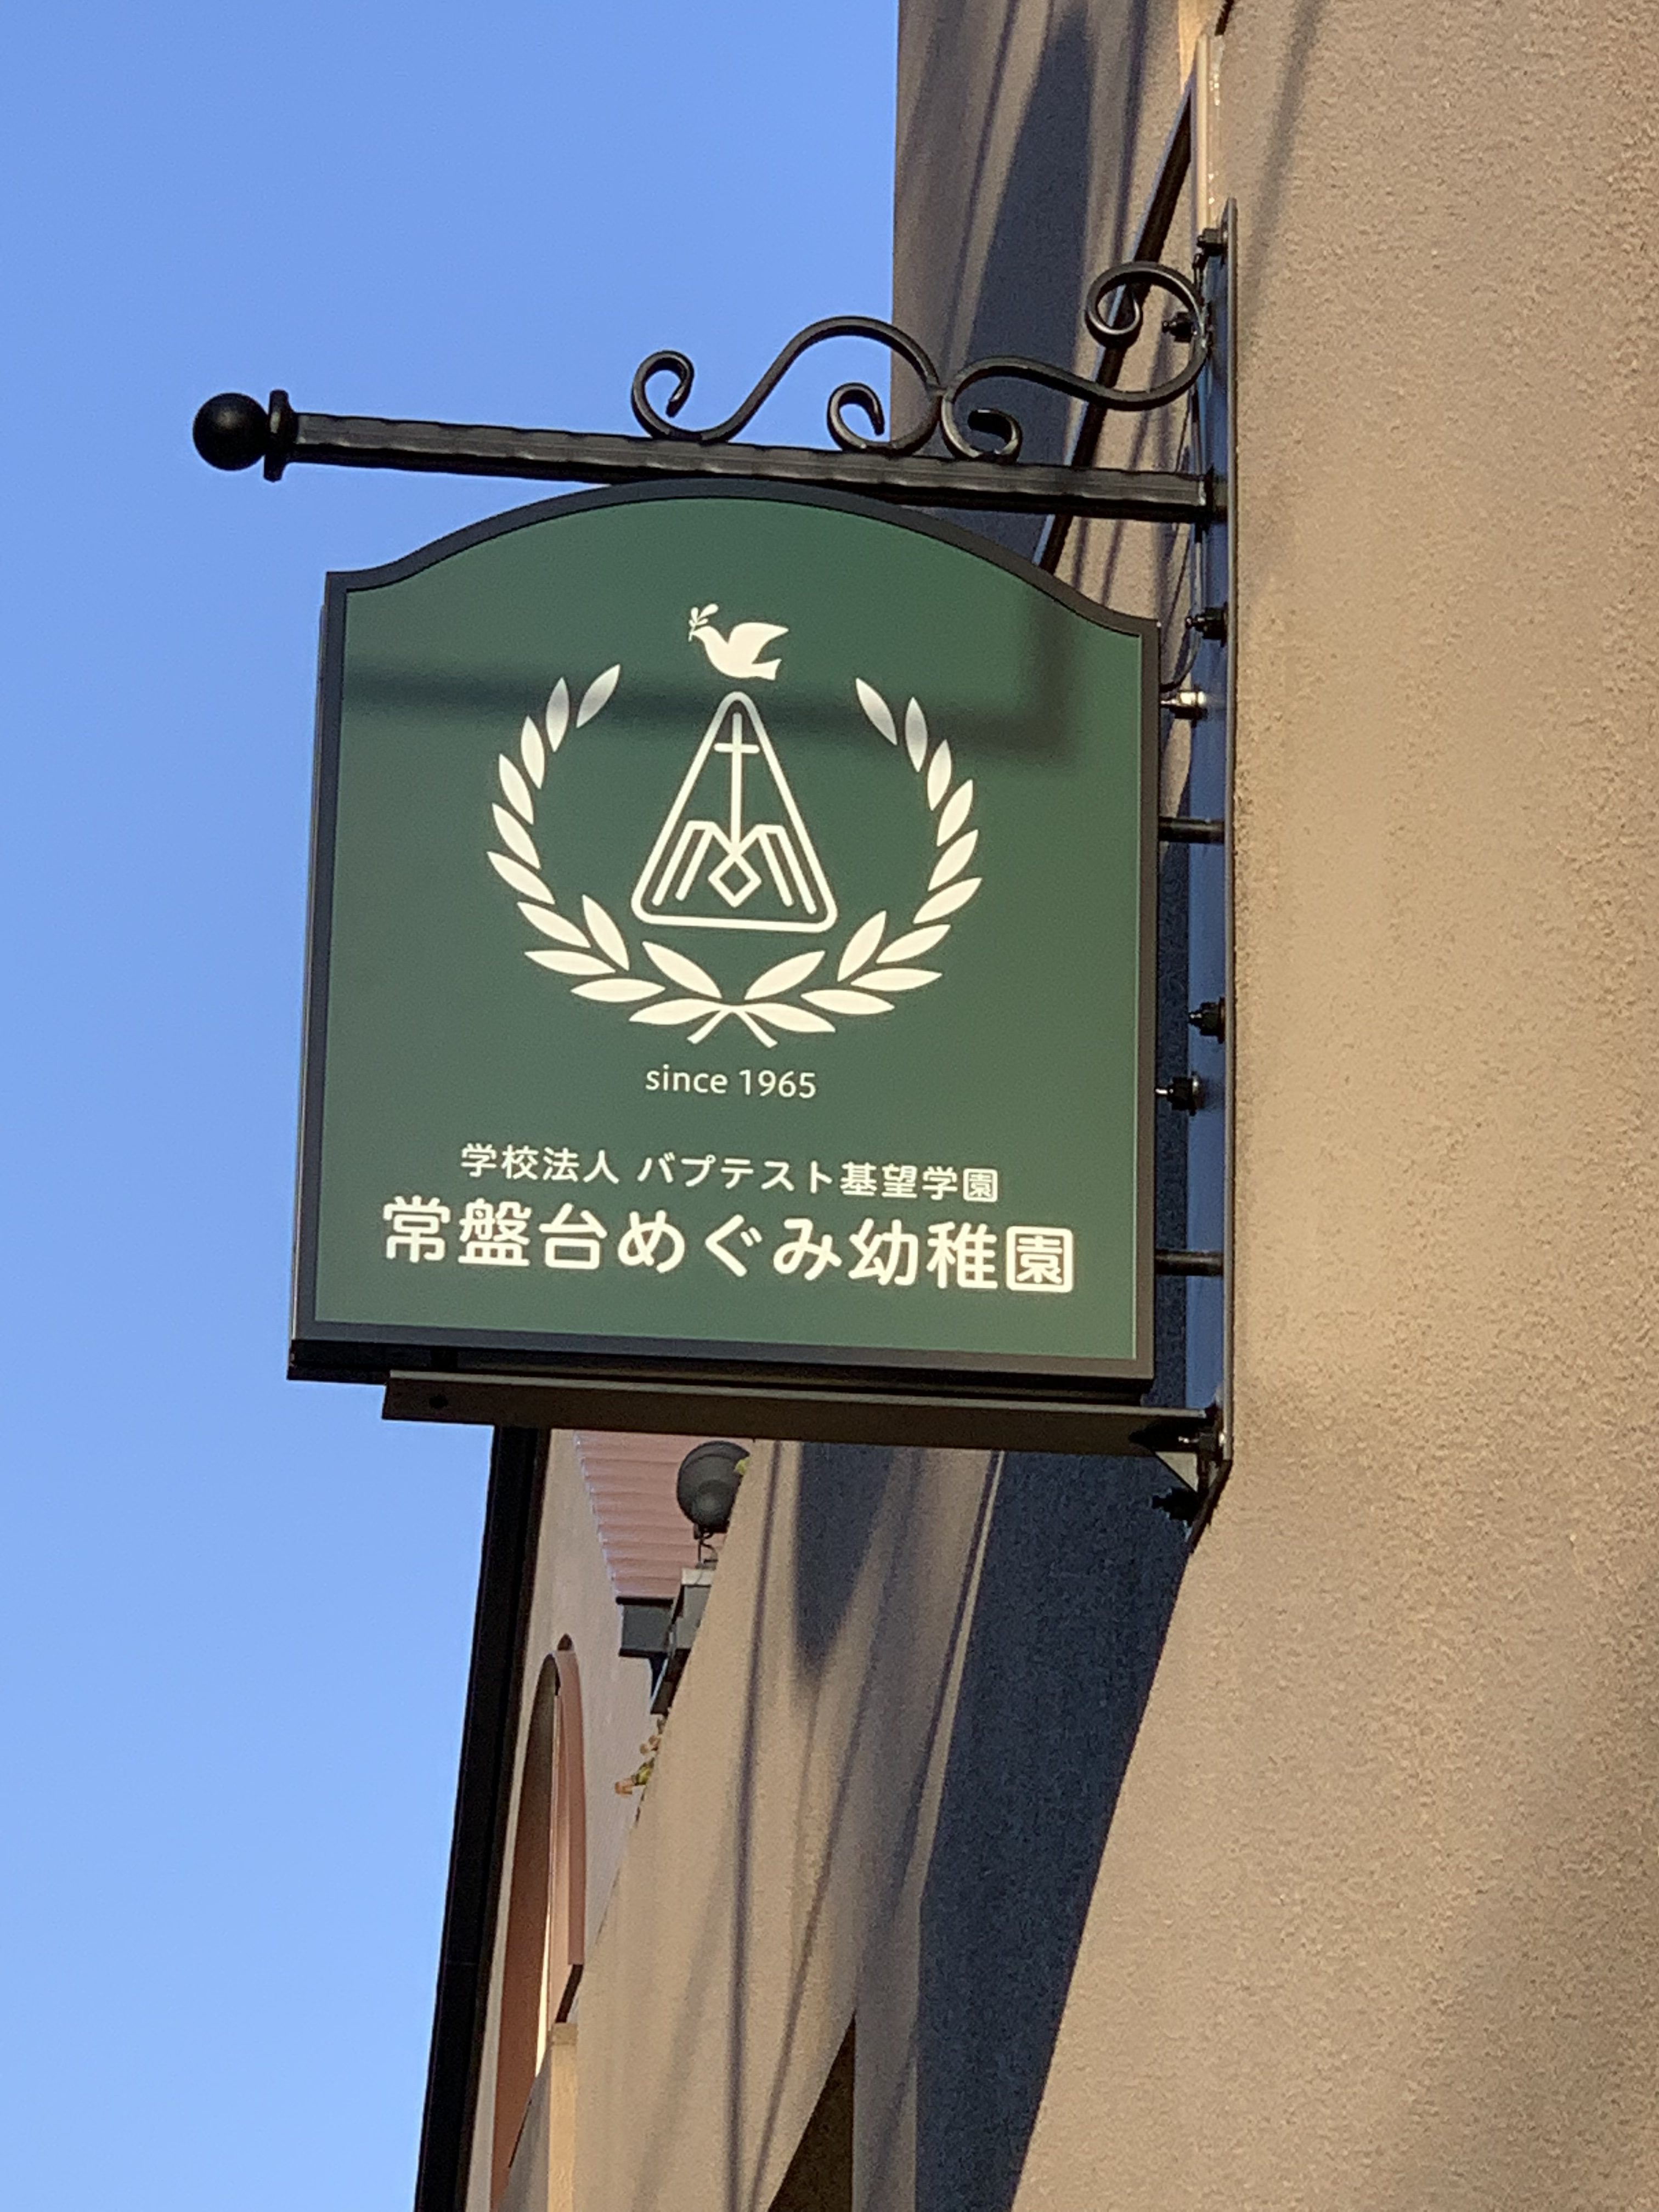 since 1965
学校法人 バプテスト基望学園
常盤台めぐみ幼稚園